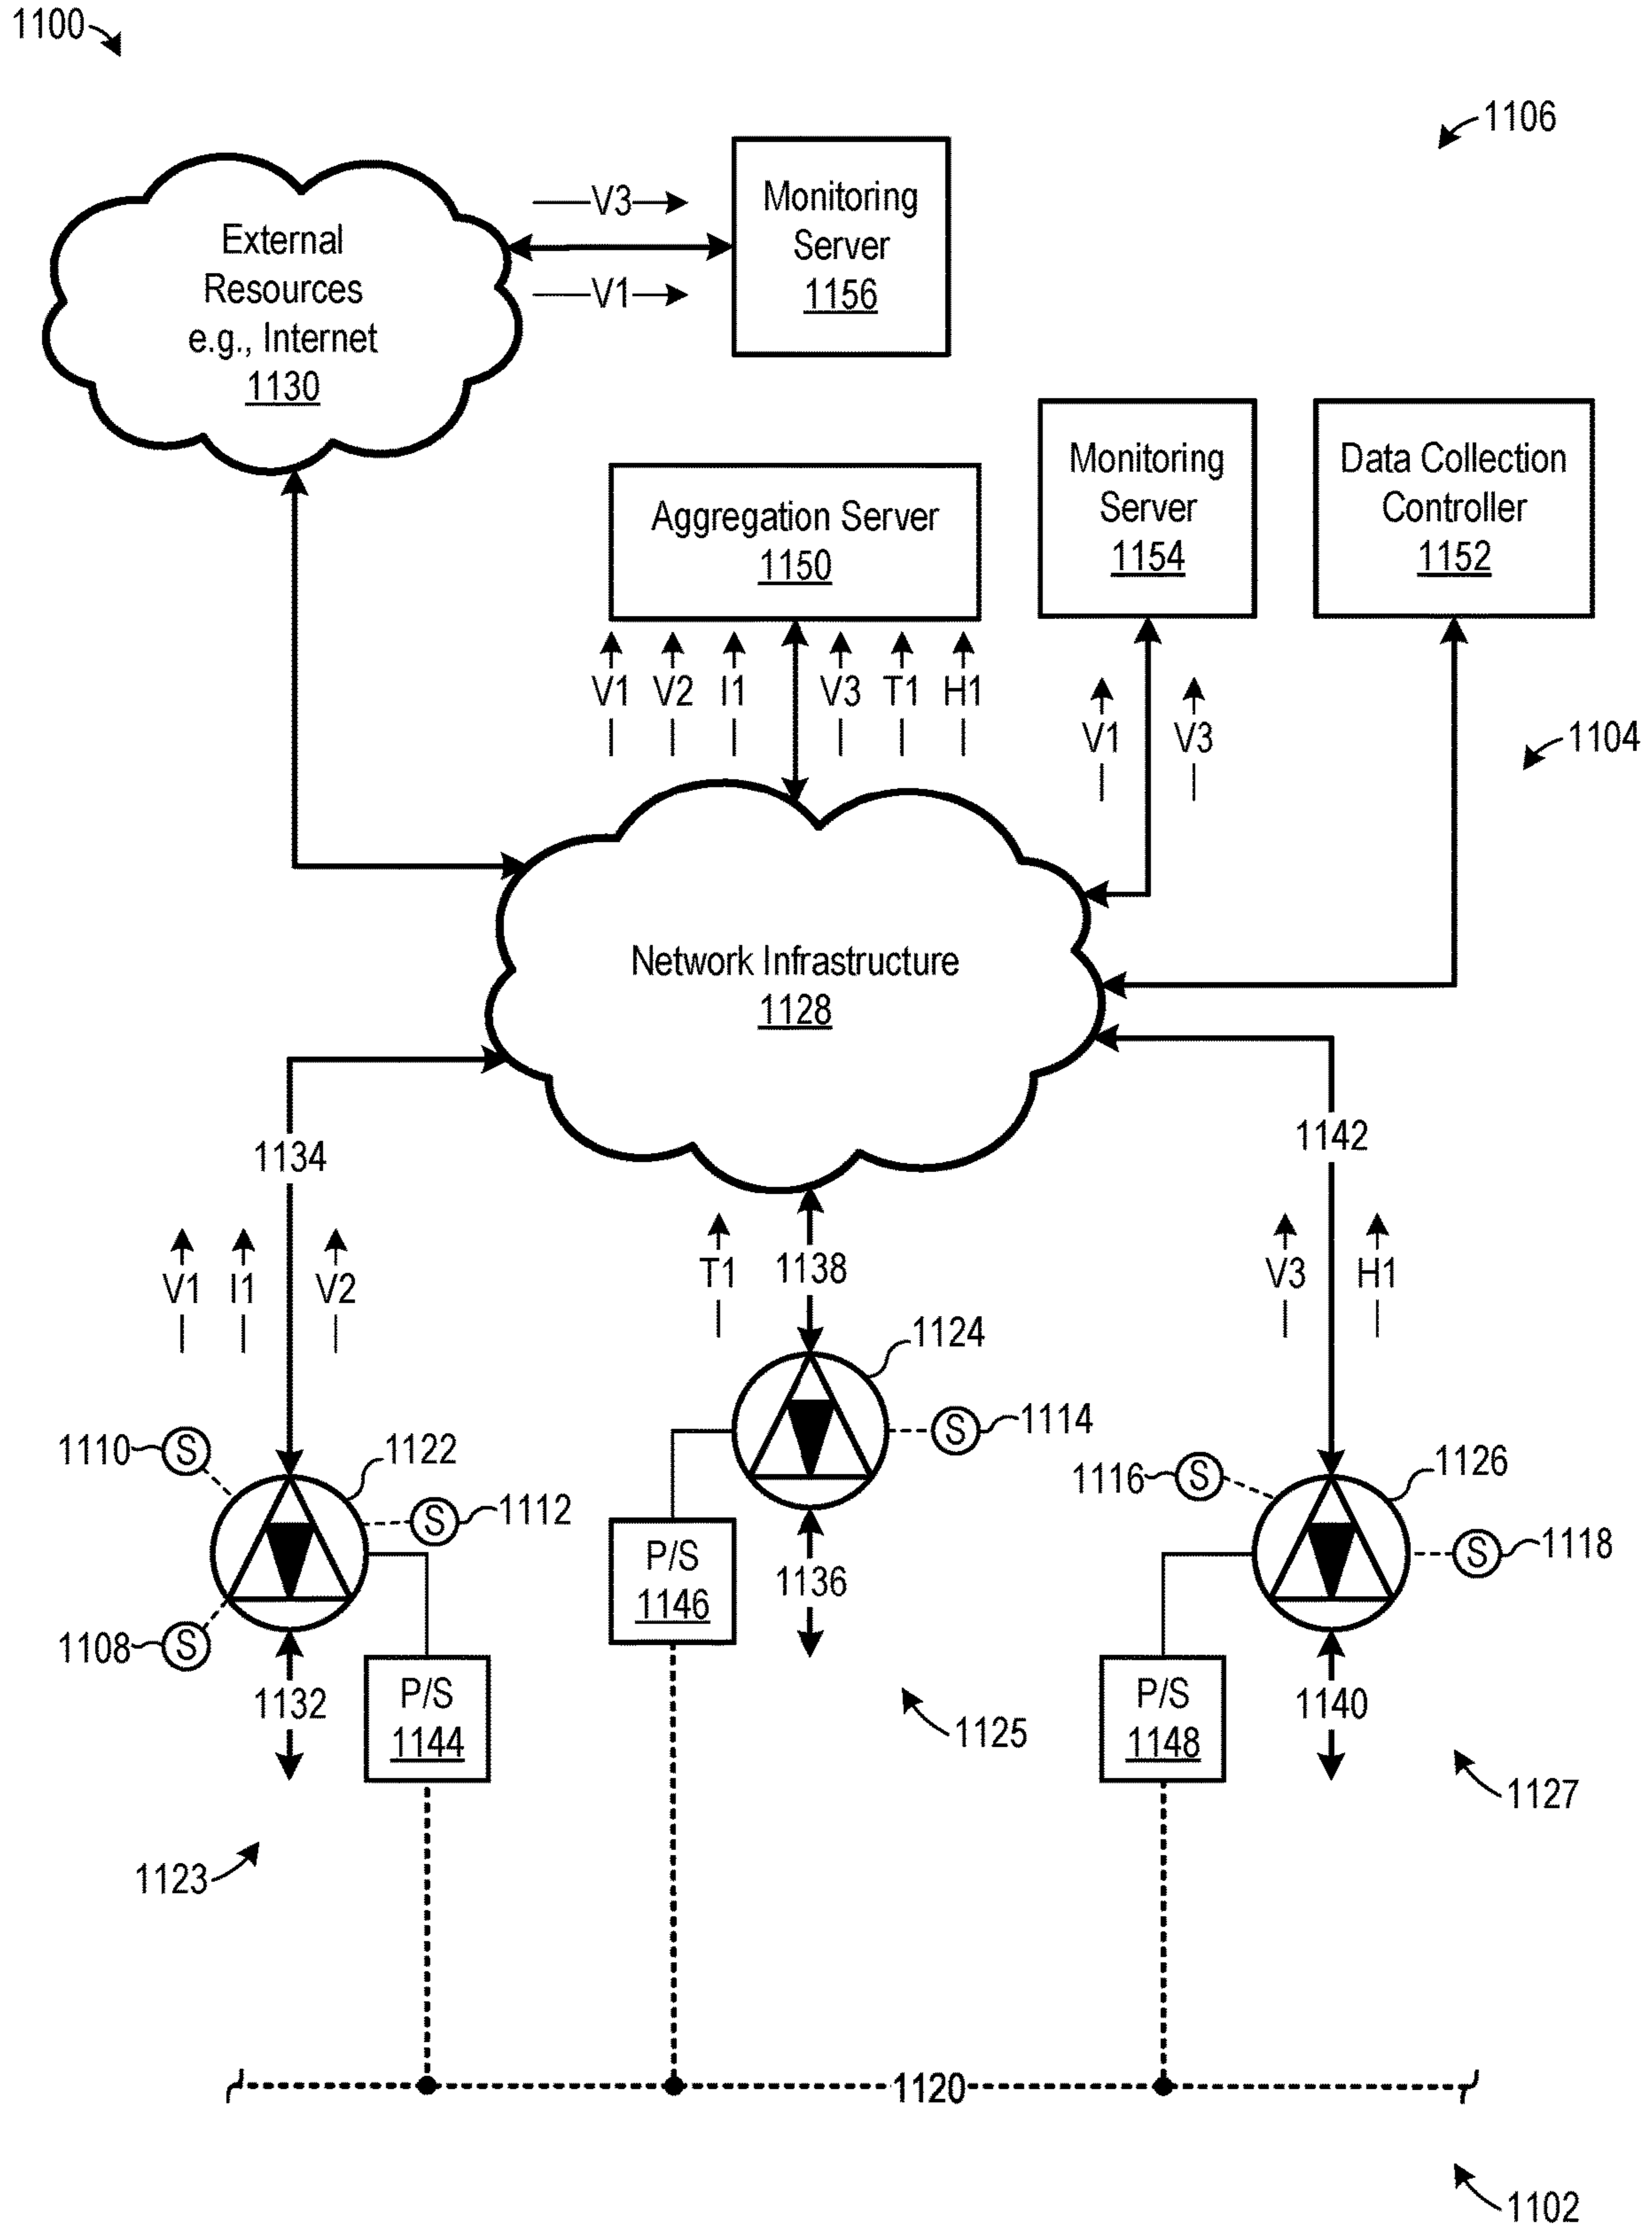 1100
1106
External
Resources
e.g., Internet
1130
V3
V1
Monitoring
Server
1156
Aggregation Server
1150
Monitoring
Server
1154
Data Collection
Controller
1152
V1 V2 I1 V3 T1 H1
V1 V3
1104
Network Infrastructure
1128
1134
1142
V1 I1 V2
T1
1138
V3 H1
1124
S
1114
1110
S
1122
S
1112
1116
S
1126
S
1118
P/S
1146
1136
1108
S
1132
P/S
1144
P/S
1148
1140
1125
1127
1123
1120
1102